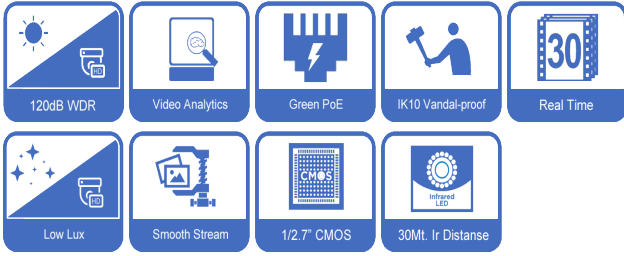 HD
30
120dB WDR
Video Analytics
Green PoE
IK10 Vandal-proof
Real Time
HD
CMOS
Infrared
LED
Low Lux
Smooth Stream
1/2.7" CMOS
30Mt. Ir Distanse